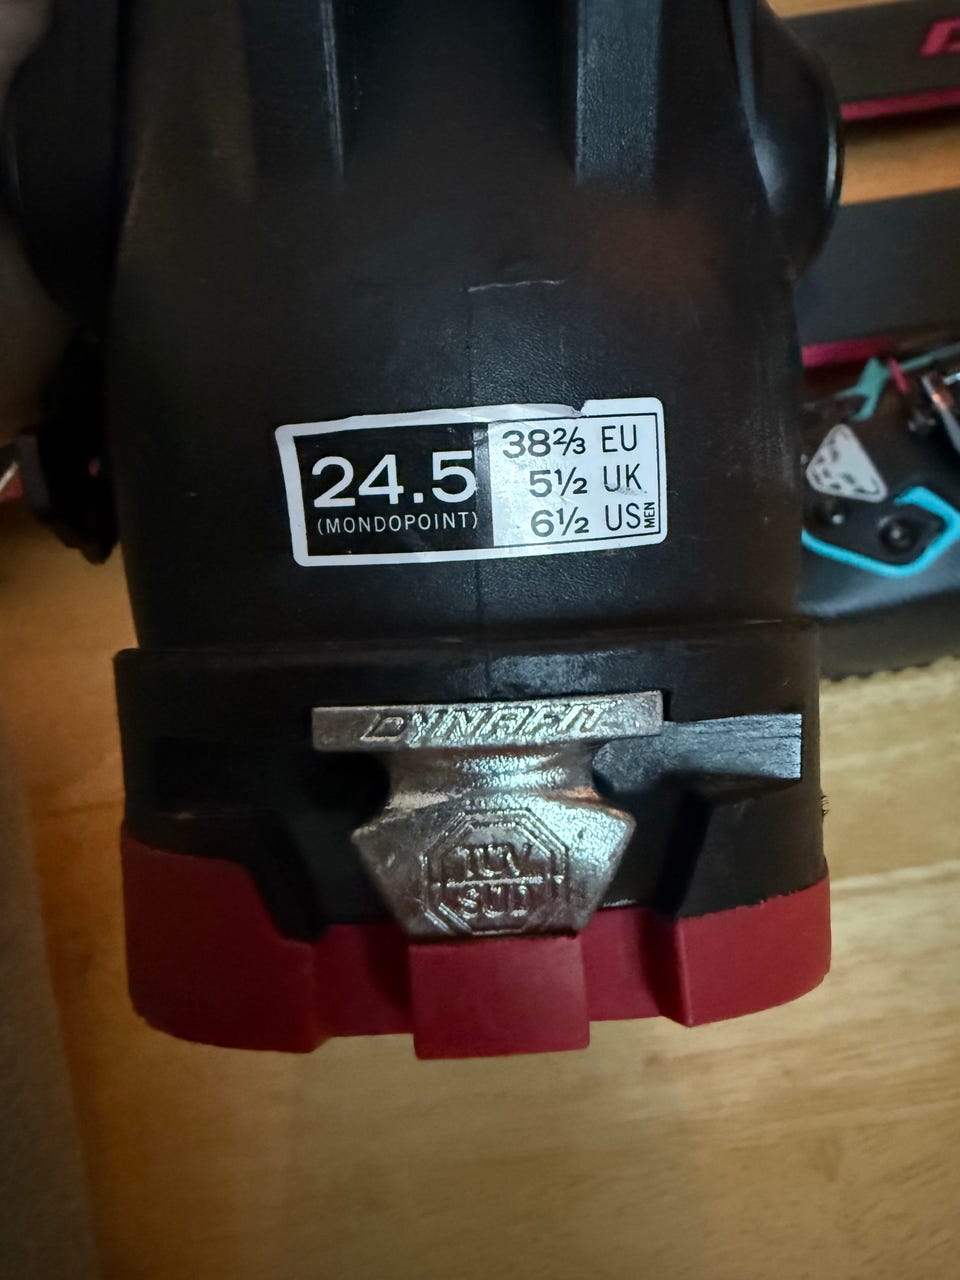 24.5
(MONDOPOINT)
38⅔ EU
5½ UK
6½ US MEN
DYNAFIT
TÜV
SÜD